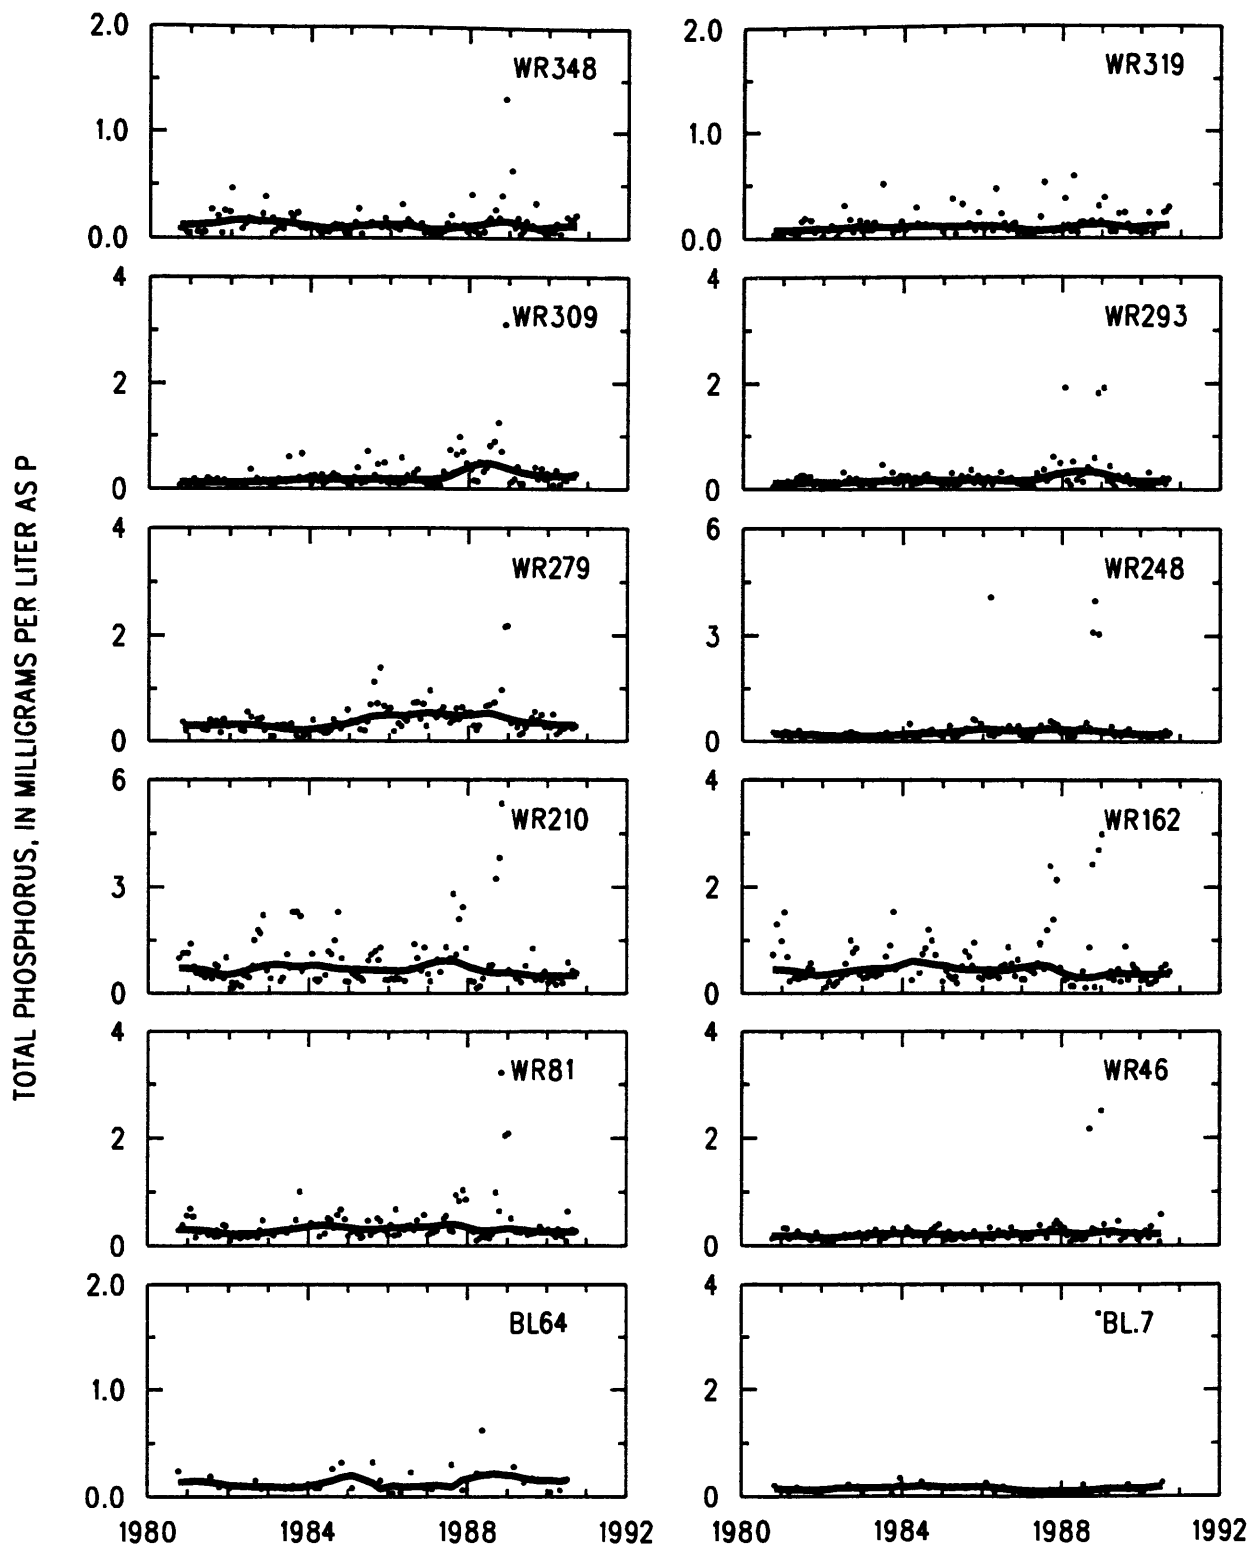 TOTAL PHOSPHORUS, IN MILLIGRAMS PER LITER AS P
2.0
WR348
1.0
0.0
2.0
WR319
1.0
0.0
4
WR309
2
0
4
WR293
2
0
4
WR279
2
0
6
WR248
3
0
6
WR210
3
0
4
WR162
2
0
4
WR81
2
0
4
WR46
2
0
2.0
BL64
1.0
0.0
1980 1984 1988 1992
4
BL.7
2
0
1980 1984 1988 1992